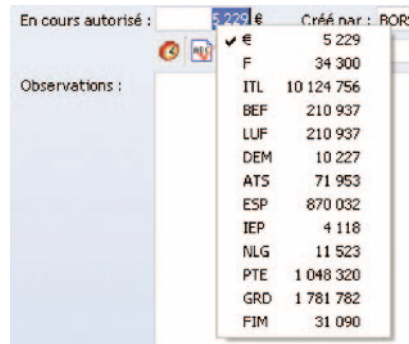 En cours autorisé : 5 229 € Créé par : BORS
✓ € 5 229
F 34 300
Observations : ITL 10 124 756
BEF 210 937
LUF 210 937
DEM 10 227
ATS 71 953
ESP 870 032
IEP 4 118
NLG 11 523
PTE 1 048 320
GRD 1 781 782
FIM 31 090